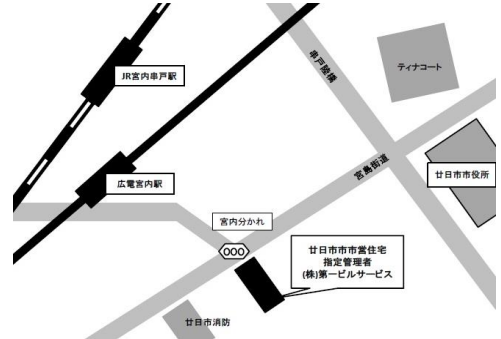 JR宮内串戸駅
串戸陸橋
ティナコート
広電宮内駅
宮島街道
廿日市市役所
宮内分かれ
000
廿日市市市営住宅
指定管理者
(株)第一ビルサービス
廿日市消防